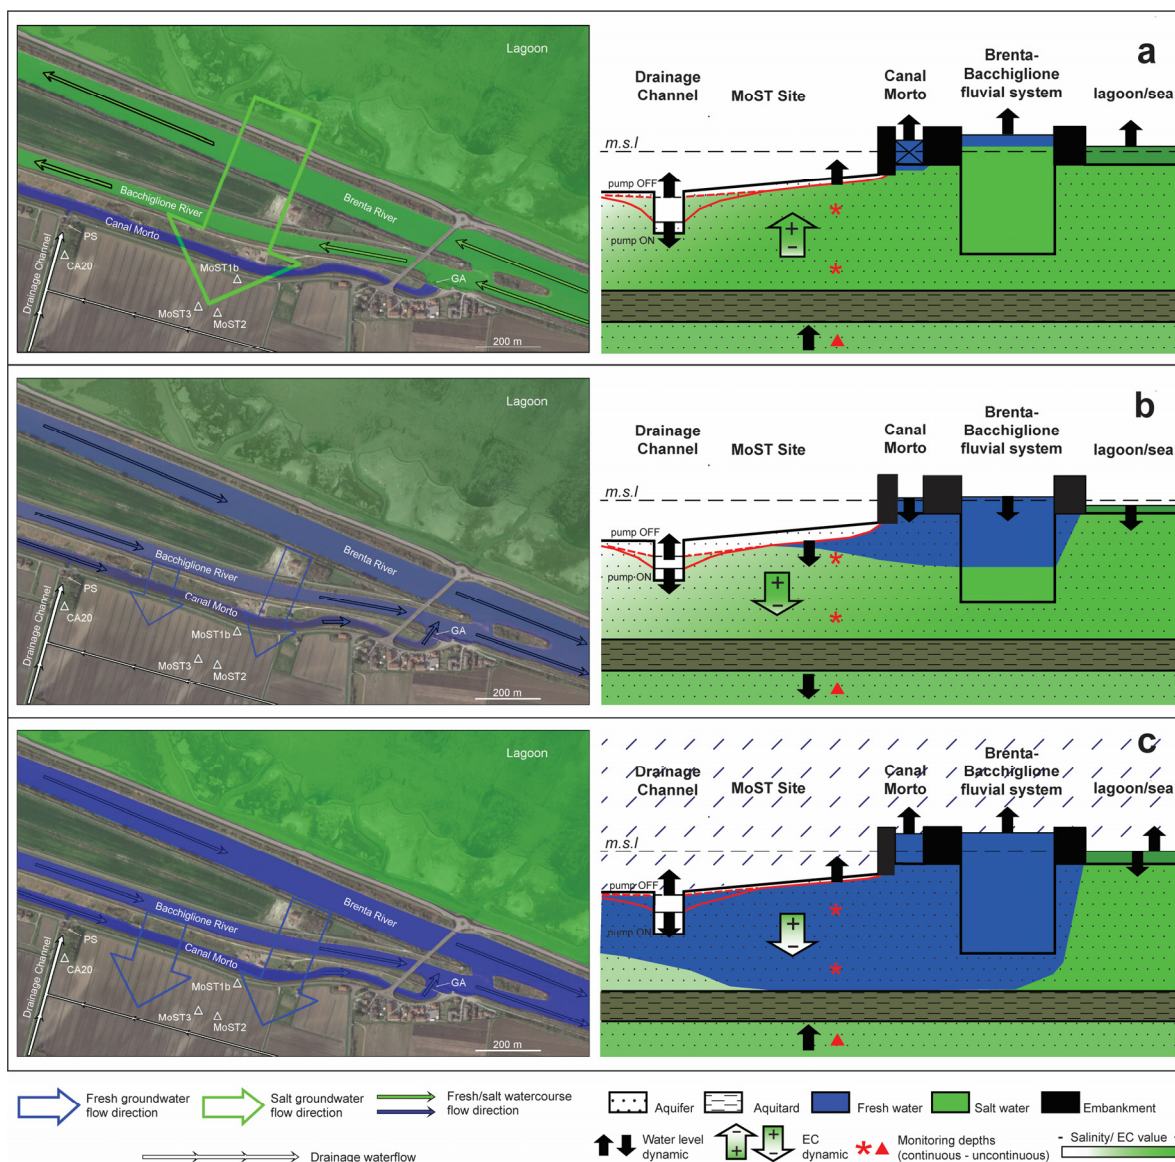 Lagoon
Brenta River
Bacchiglione River
Canal Morto
Drainage Channel
PS
CA20
MoST1b
MoST3
MoST2
GA
200 m
a
Drainage
Channel
MoST Site
Canal
Morto
Brenta-
Bacchiglione
fluvial system
lagoon/sea
m.s.l
pump OFF
pump ON
+
-
Lagoon
Brenta River
Bacchiglione River
Canal Morto
Drainage Channel
PS
CA20
MoST1b
MoST3
MoST2
GA
200 m
b
Drainage
Channel
MoST Site
Canal
Morto
Brenta-
Bacchiglione
fluvial system
lagoon/sea
m.s.l
pump OFF
pump ON
+
-
Lagoon
Brenta River
Bacchiglione River
Canal Morto
Drainage Channel
PS
CA20
MoST1b
MoST3
MoST2
GA
200 m
c
Drainage
Channel
MoST Site
Canal
Morto
Brenta-
Bacchiglione
fluvial system
lagoon/sea
m.s.l
pump OFF
pump ON
+
-
Fresh groundwater
flow direction
Salt groundwater
flow direction
Fresh/salt watercourse
flow direction
Drainage waterflow
Aquifer
Aquitard
Fresh water
Salt water
Embankment
Water level
dynamic
- + + -
EC
dynamic
Monitoring depths
(continuous - uncontinuous)
- Salinity/ EC value +